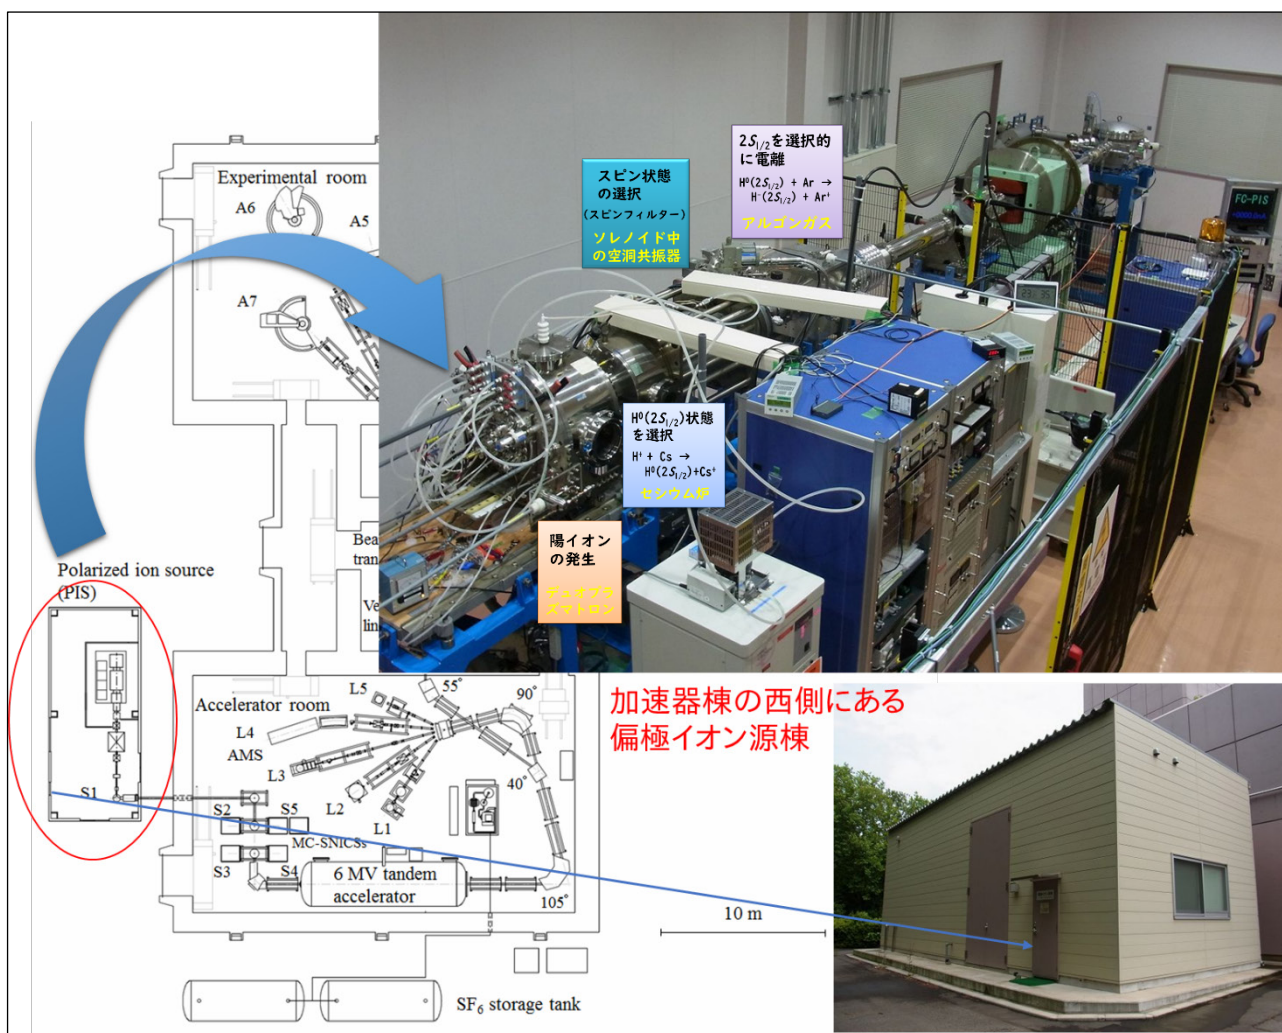 Experimental room
A6
A5
A7
Polarized ion source
(PIS)
S1
Accelerator room
L5
L4
AMS
L3
L2
L1
55°
90°
40°
105°
S2
S5
MC-SNICSs
S3
S4
6 MV tandem
accelerator
10 m
SF6 storage tank
スピン状態
の選択
(スピンフィルター)
ソレノイド中
の空洞共振器
2S1/2を選択的
に電離
H⁰(2S1/2) + Ar →
H⁻(2S1/2) + Ar⁺
アルゴンガス
FC-PIS
H⁰(2S1/2)状態
を選択
H⁺ + Cs →
H⁰(2S1/2)+Cs⁺
セシウム炉
陽イオン
の発生
デュオプラ
ズマトロン
加速器棟の西側にある
偏極イオン源棟